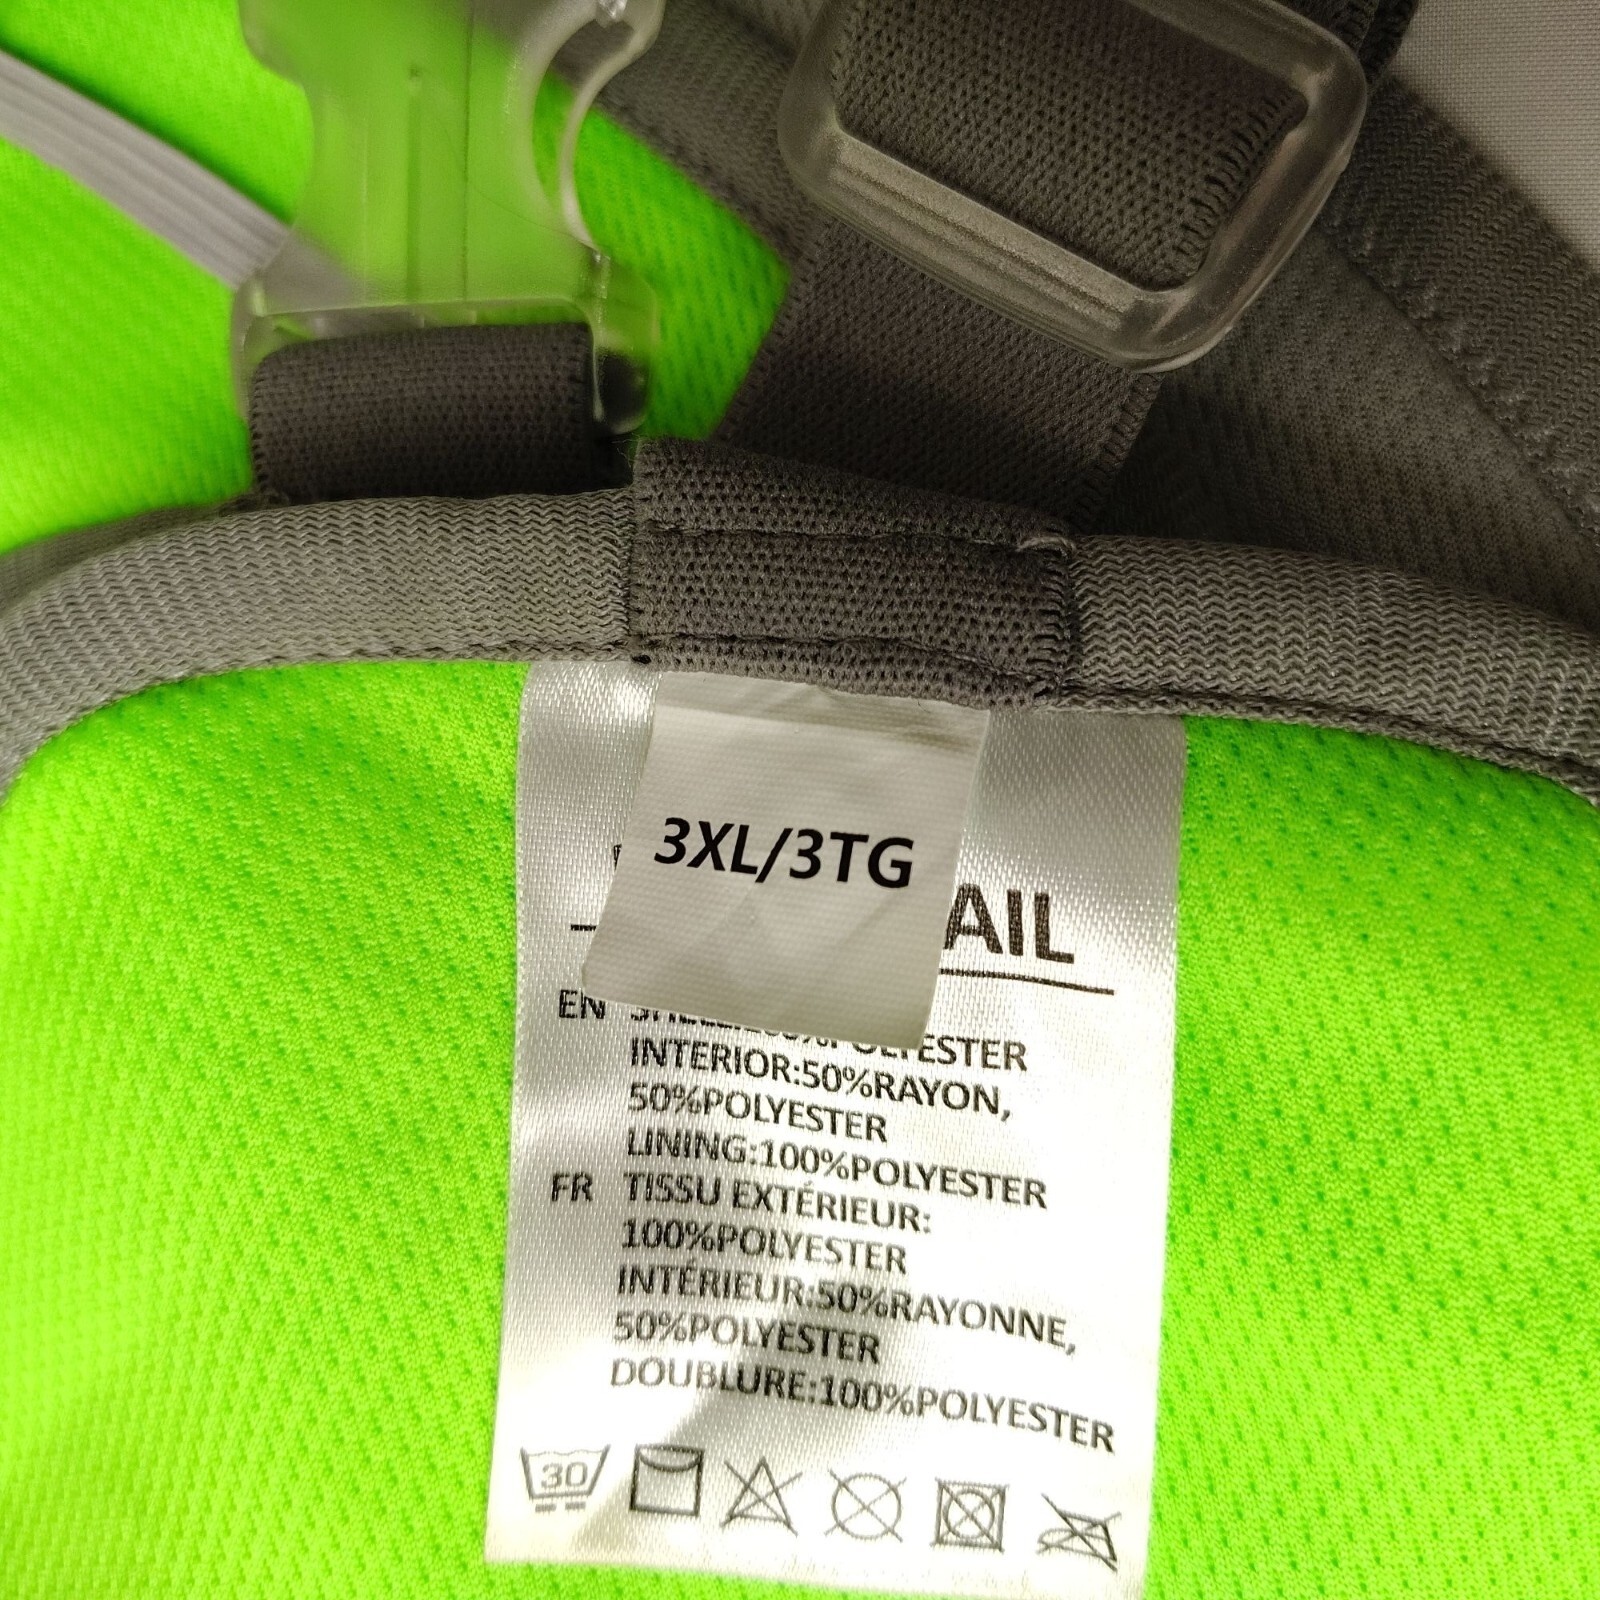 3XL/3TG
AIL
EN
POLYESTER
INTERIOR:50%RAYON,
50%POLYESTER
LINING:100%POLYESTER
FR TISSU EXTÉRIEUR:
100%POLYESTER
INTÉRIEUR:50%RAYONNE,
50%POLYESTER
DOUBLURE:100%POLYESTER
30